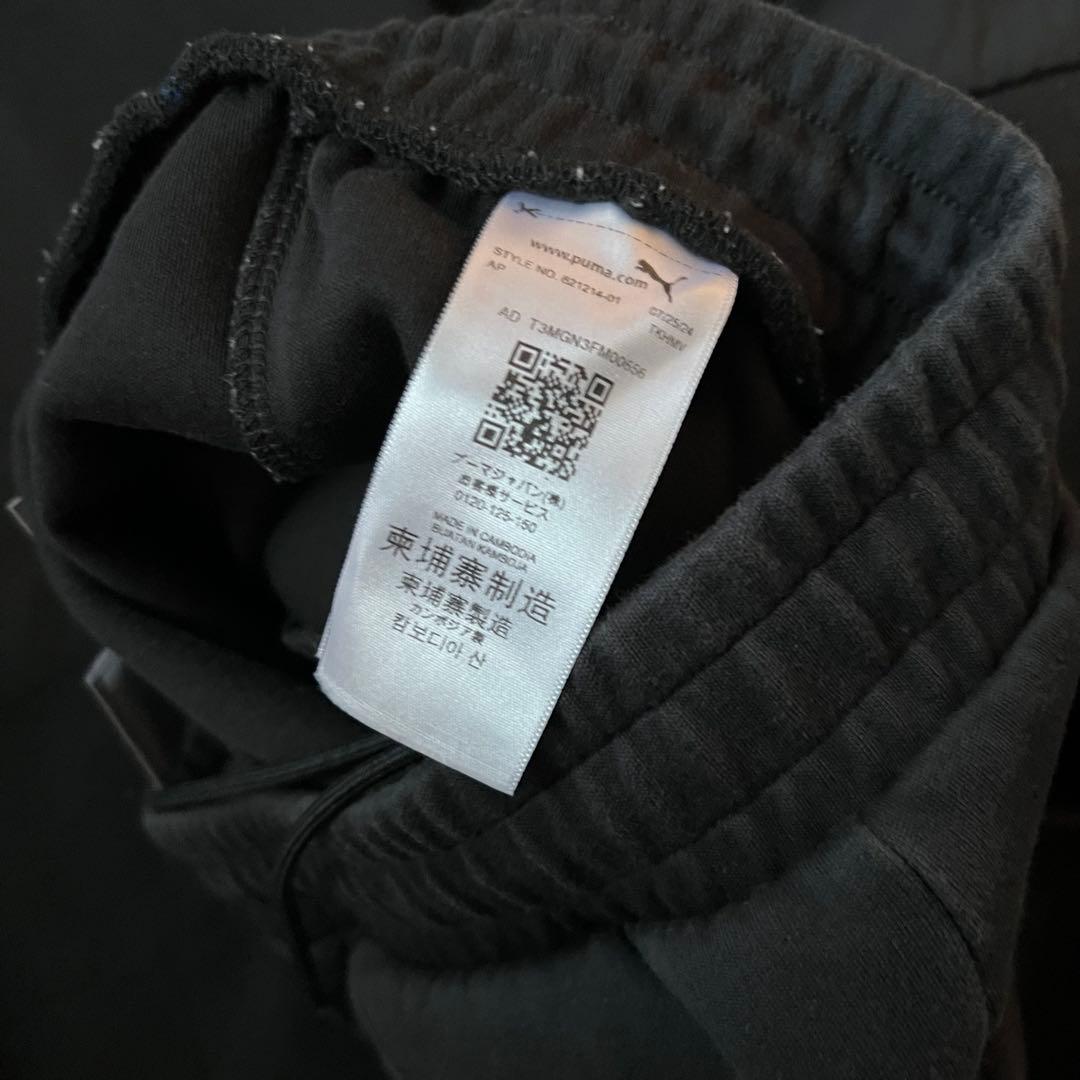 www.puma.com
STYLE NO. 621214-01
AP
07/25/24
TKHMV
AD T3MGN3FM00656
プーマジャパン(株)
お客様サービス
0120-125-150
MADE IN CAMBODIA
BUATAN KAMBOJA
柬埔寨制造
柬埔寨製造
カンボジア製
캄보디아 산